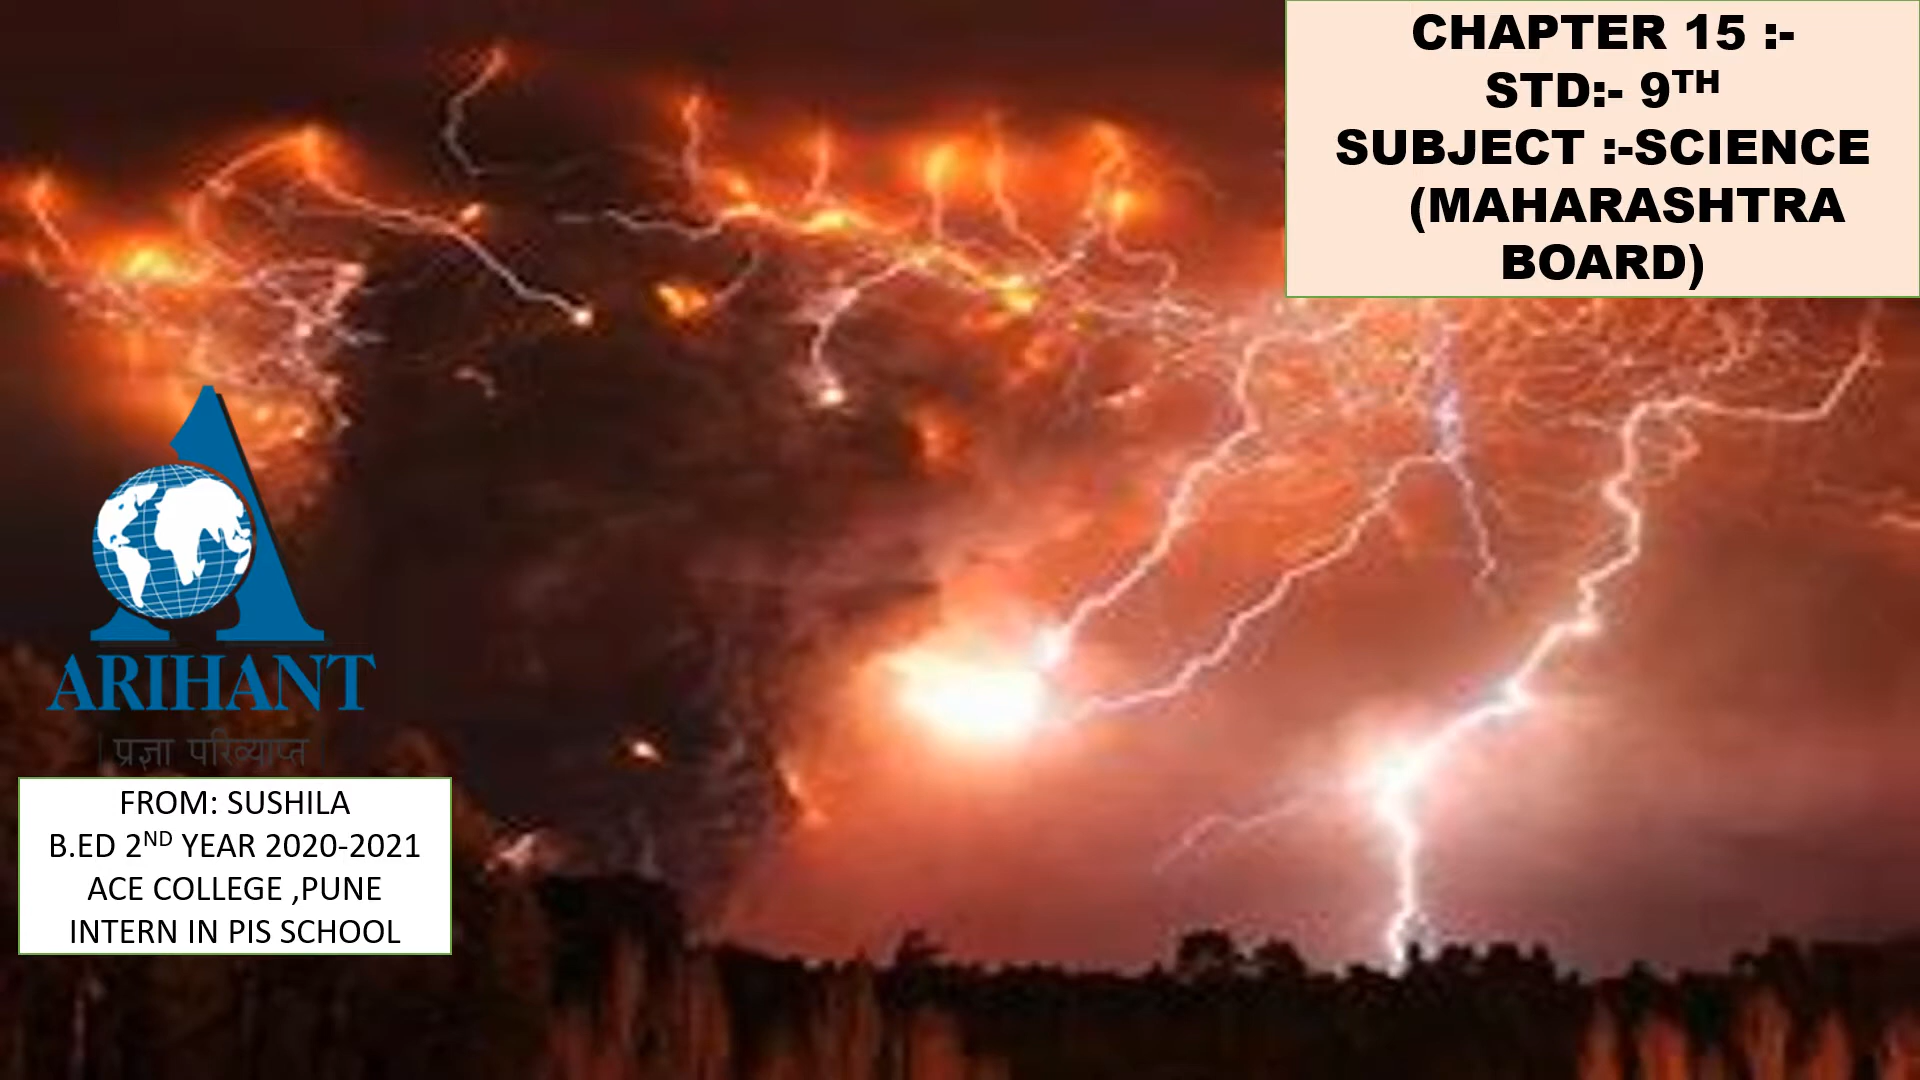 CHAPTER 15 :-
STD:- 9TH
SUBJECT :-SCIENCE
(MAHARASHTRA
BOARD)
ARIHANT
| प्रज्ञा परिव्याप्त |
FROM: SUSHILA
B.ED 2ND YEAR 2020-2021
ACE COLLEGE ,PUNE
INTERN IN PIS SCHOOL